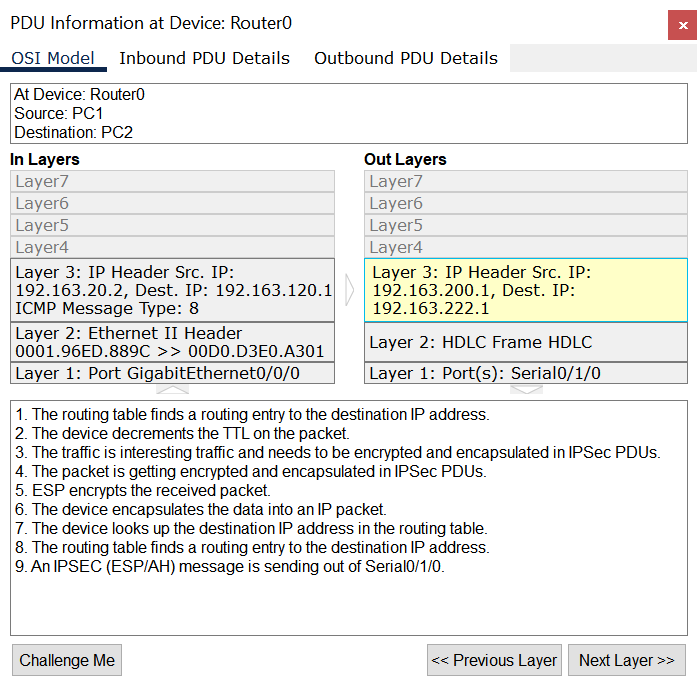 PDU Information at Device: Router0
×
OSI Model Inbound PDU Details Outbound PDU Details
At Device: Router0
Source: PC1
Destination: PC2
In Layers
Layer7
Layer6
Layer5
Layer4
Layer 3: IP Header Src. IP:
192.163.20.2, Dest. IP: 192.163.120.1
ICMP Message Type: 8
Layer 2: Ethernet II Header
0001.96ED.889C >> 00D0.D3E0.A301
Layer 1: Port GigabitEthernet0/0/0
Out Layers
Layer7
Layer6
Layer5
Layer4
Layer 3: IP Header Src. IP:
192.163.200.1, Dest. IP:
192.163.222.1
Layer 2: HDLC Frame HDLC
Layer 1: Port(s): Serial0/1/0
1. The routing table finds a routing entry to the destination IP address.
2. The device decrements the TTL on the packet.
3. The traffic is interesting traffic and needs to be encrypted and encapsulated in IPSec PDUs.
4. The packet is getting encrypted and encapsulated in IPSec PDUs.
5. ESP encrypts the received packet.
6. The device encapsulates the data into an IP packet.
7. The device looks up the destination IP address in the routing table.
8. The routing table finds a routing entry to the destination IP address.
9. An IPSEC (ESP/AH) message is sending out of Serial0/1/0.
Challenge Me << Previous Layer Next Layer >>